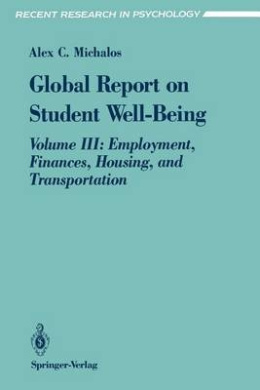 RECENT RESEARCH IN PSYCHOLOGY
Alex C. Michalos
Global Report on
Student Well-Being
Volume III: Employment,
Finances, Housing, and
Transportation
Springer-Verlag